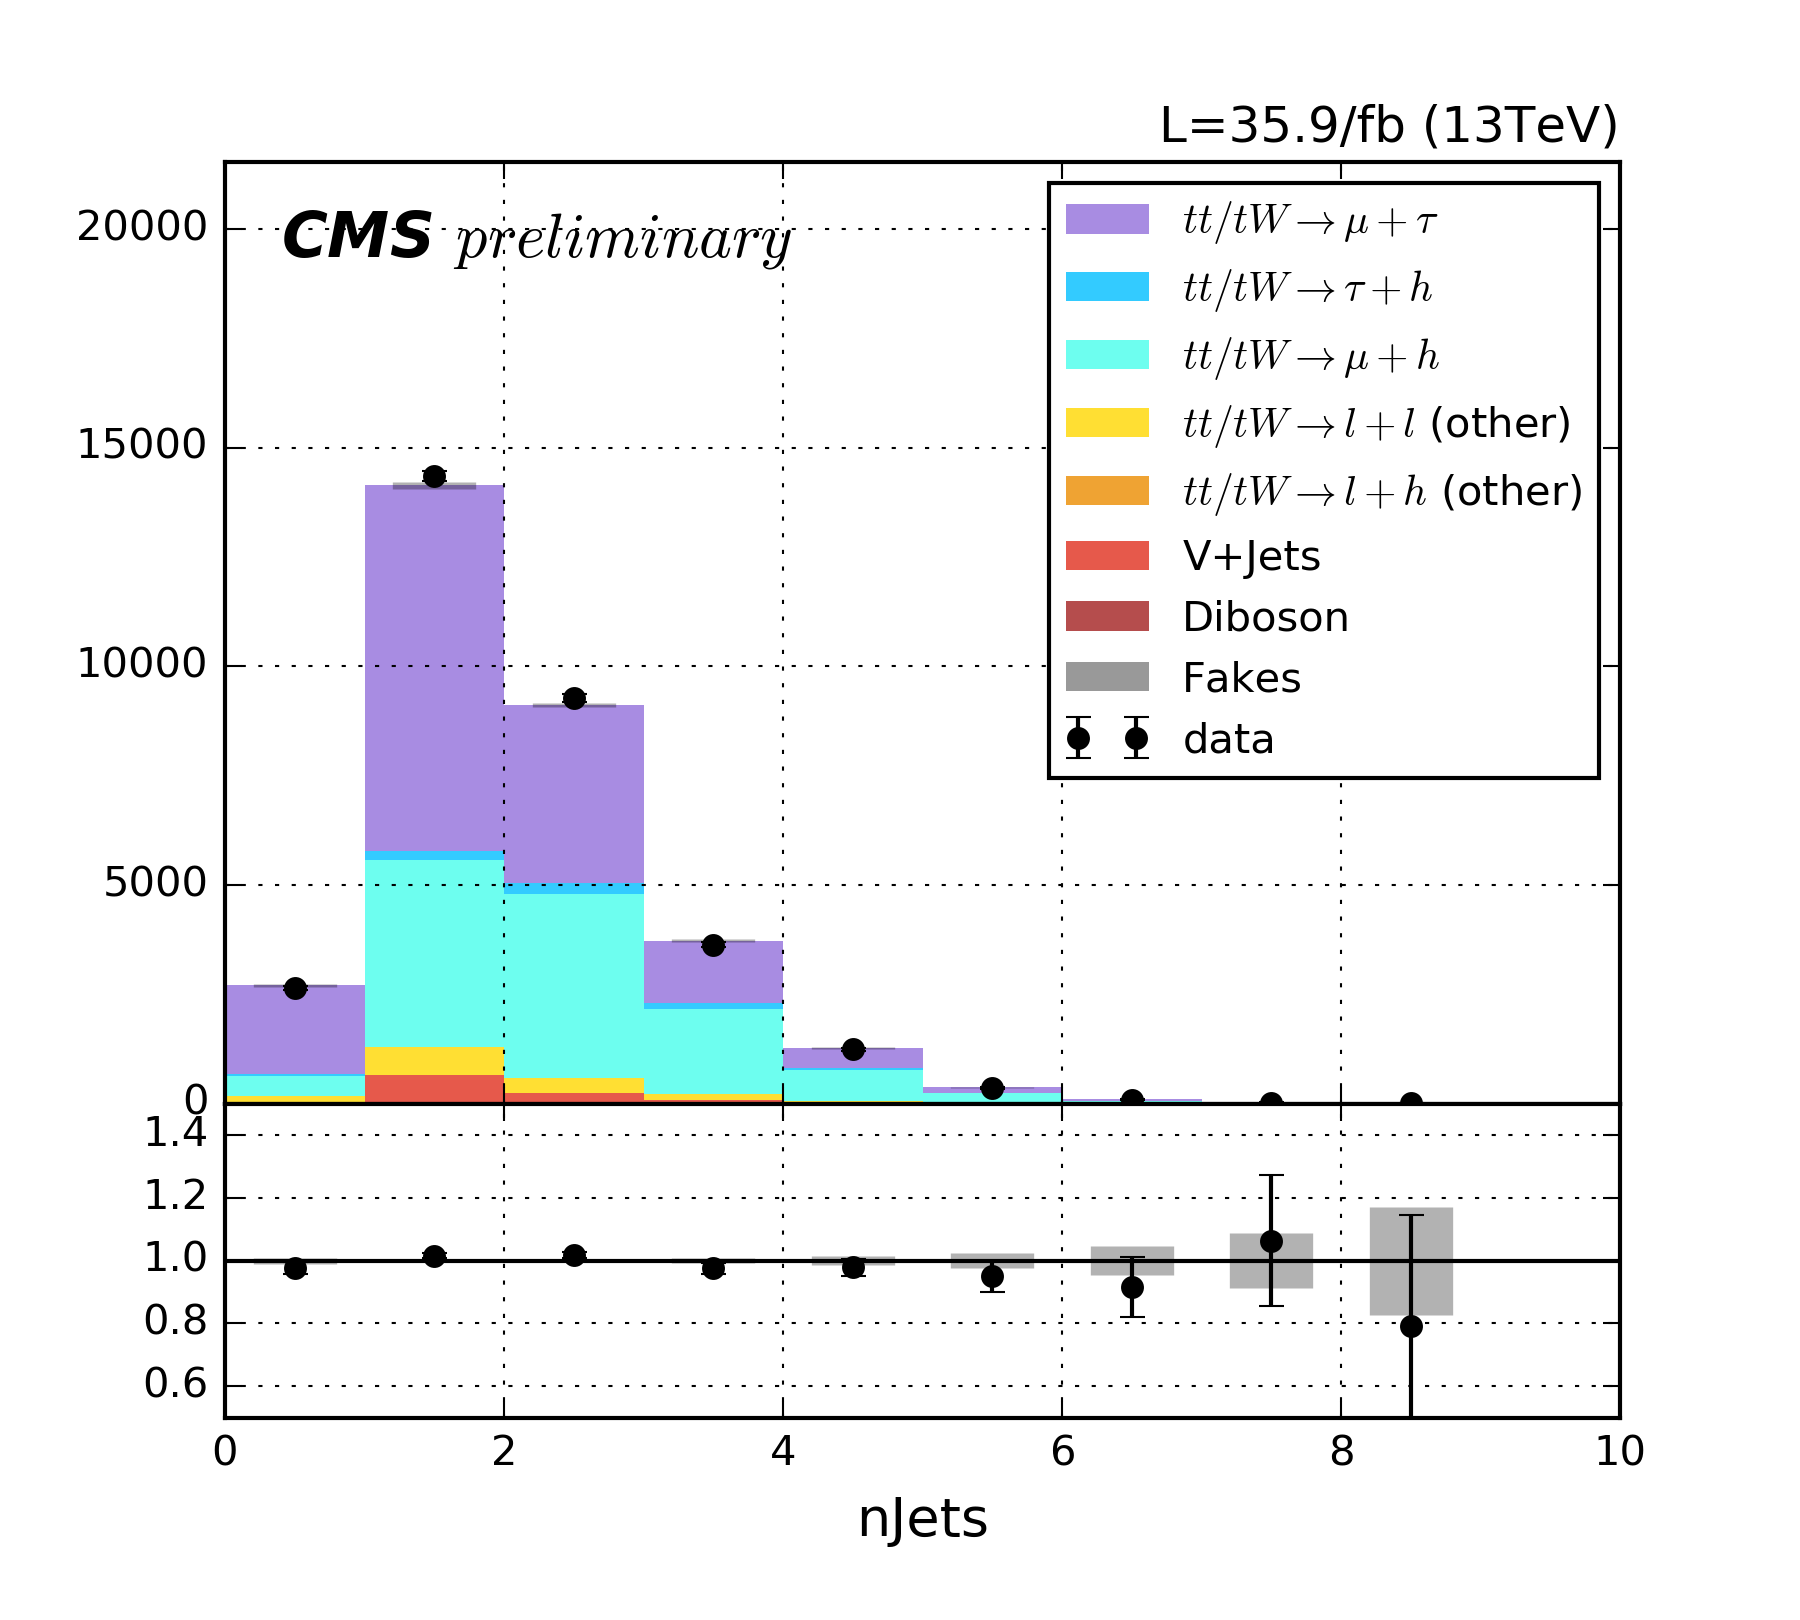 L=35.9/fb (13TeV)
CMS preliminary
20000
15000
10000
5000
0
tt/tW → μ + τ
tt/tW → τ + h
tt/tW → μ + h
tt/tW → l + l (other)
tt/tW → l + h (other)
V+Jets
Diboson
Fakes
data
1.4
1.2
1.0
0.8
0.6
0 2 4 6 8 10
nJets